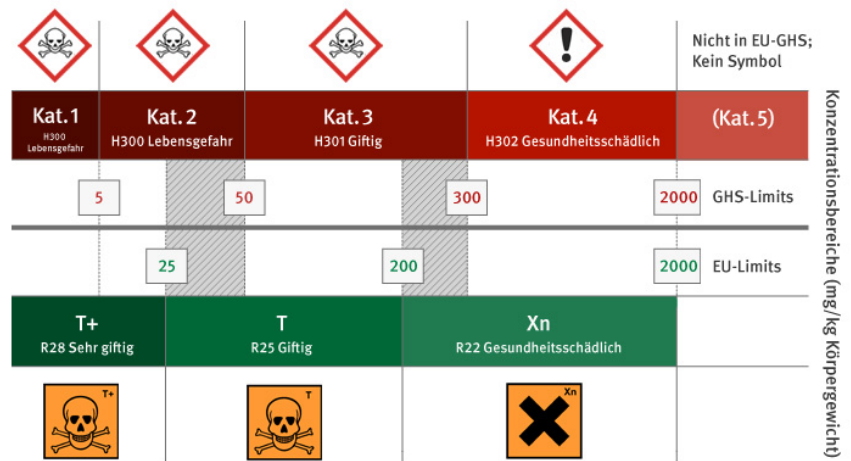 Nicht in EU-GHS;
Kein Symbol
Kat.1
H300
Lebensgefahr
Kat.2
H300 Lebensgefahr
Kat.3
H301 Giftig
Kat.4
H302 Gesundheitsschädlich
(Kat.5)
5
50
300
2000
GHS-Limits
25
200
2000
EU-Limits
T+
R28 Sehr giftig
T
R25 Giftig
Xn
R22 Gesundheitsschädlich
T+
T
Xn
Konzentrationsbereiche (mg/kg Körpergewicht)